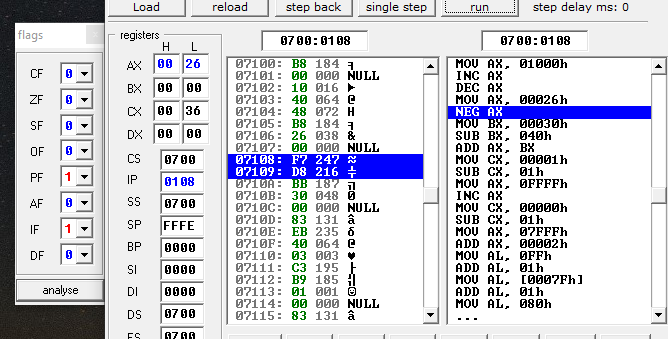 Load reload step back single step run step delay ms: 0
flags
registers
H L
0700:0108
0700:0108
CF 0
ZF 0
SF 0
OF 0
PF 1
AF 0
IF 1
DF 0
analyse
AX 00 26
BX 00 00
CX 00 36
DX 00 00
CS 0700
IP 0108
SS 0700
SP FFFE
BP 0000
SI 0000
DI 0000
DS 0700
ES 0700
07100: B8 184 ╕
07101: 00 000 NULL
07102: 10 016 ►
07103: 40 064 @
07104: 48 072 H
07105: B8 184 ╕
07106: 26 038 &
07107: 00 000 NULL
07108: F7 247 ≈
07109: D8 216 ╪
0710A: BB 187 ╗
0710B: 30 048 0
0710C: 00 000 NULL
0710D: 83 131 â
0710E: EB 235 δ
0710F: 40 064 @
07110: 03 003 ♥
07111: C3 195 ├
07112: B9 185 ╣
07113: 01 001 ☺
07114: 00 000 NULL
07115: 83 131 â
MOV AX, 01000h
INC AX
DEC AX
MOV AX, 00026h
NEG AX
MOV BX, 00030h
SUB BX, 040h
ADD AX, BX
MOV CX, 00001h
SUB CX, 01h
MOV AX, 0FFFFh
INC AX
MOV CX, 00000h
SUB CX, 01h
MOV AX, 07FFFh
ADD AX, 00002h
MOV AL, 0FFh
ADD AL, 01h
MOV AL, [0007Fh]
ADD AL, 01h
MOV AL, 080h
...